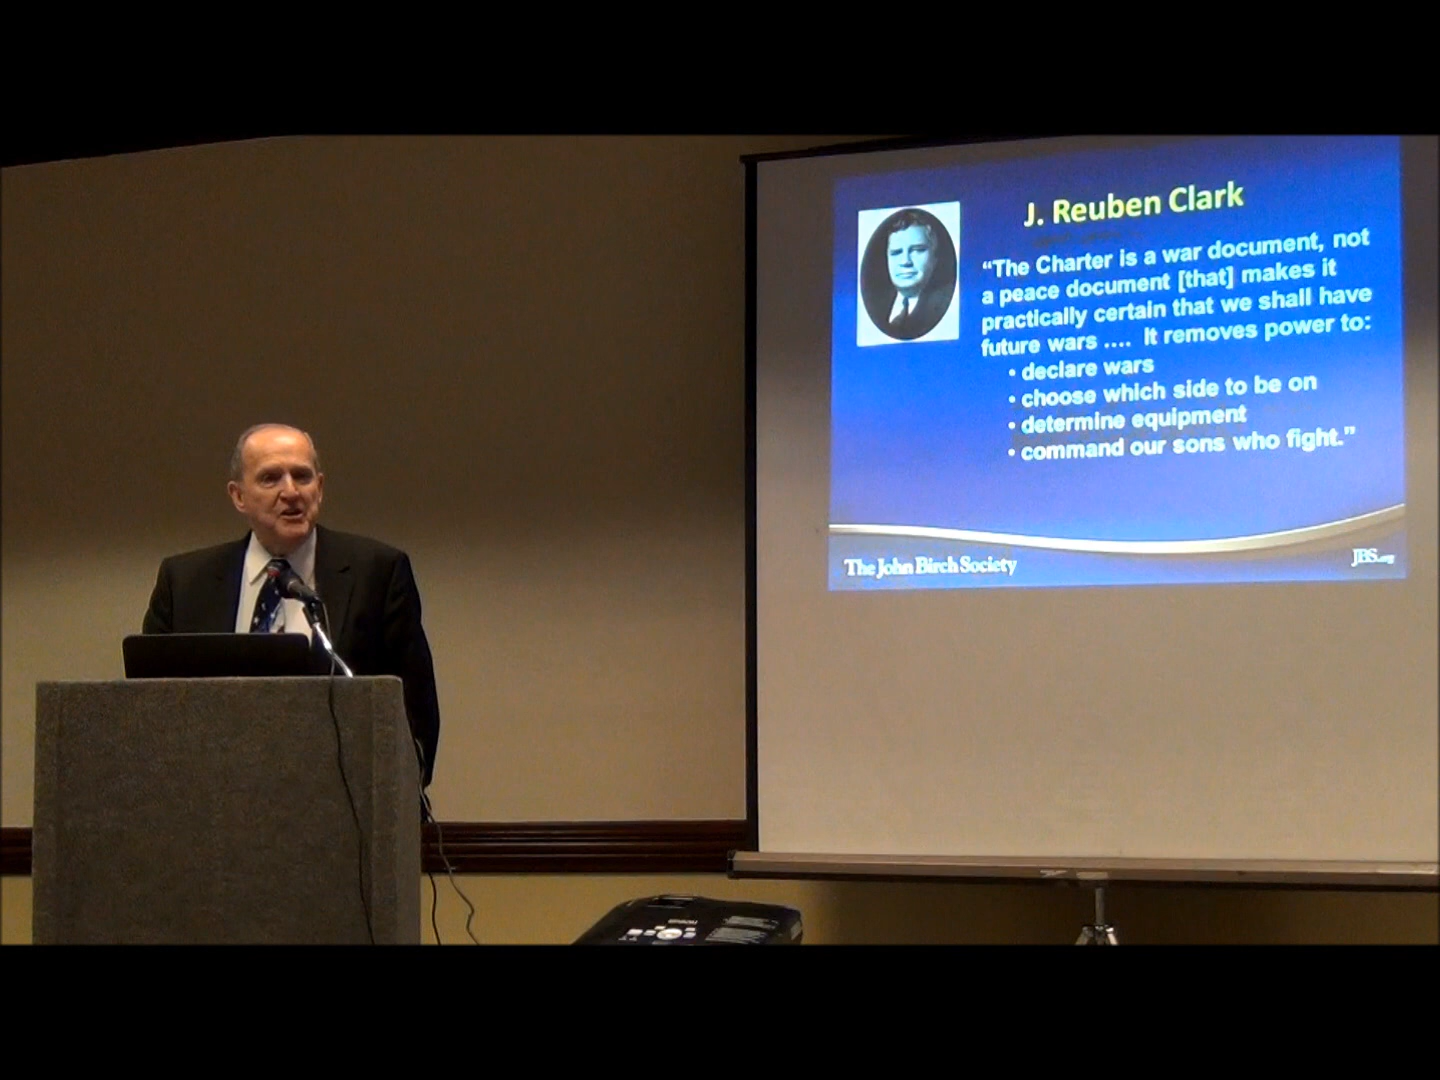 J. Reuben Clark
“The Charter is a war document, not
a peace document [that] makes it
practically certain that we shall have
future wars .... It removes power to:
• declare wars
• choose which side to be on
• determine equipment
• command our sons who fight.”
The John Birch Society
JBS.org